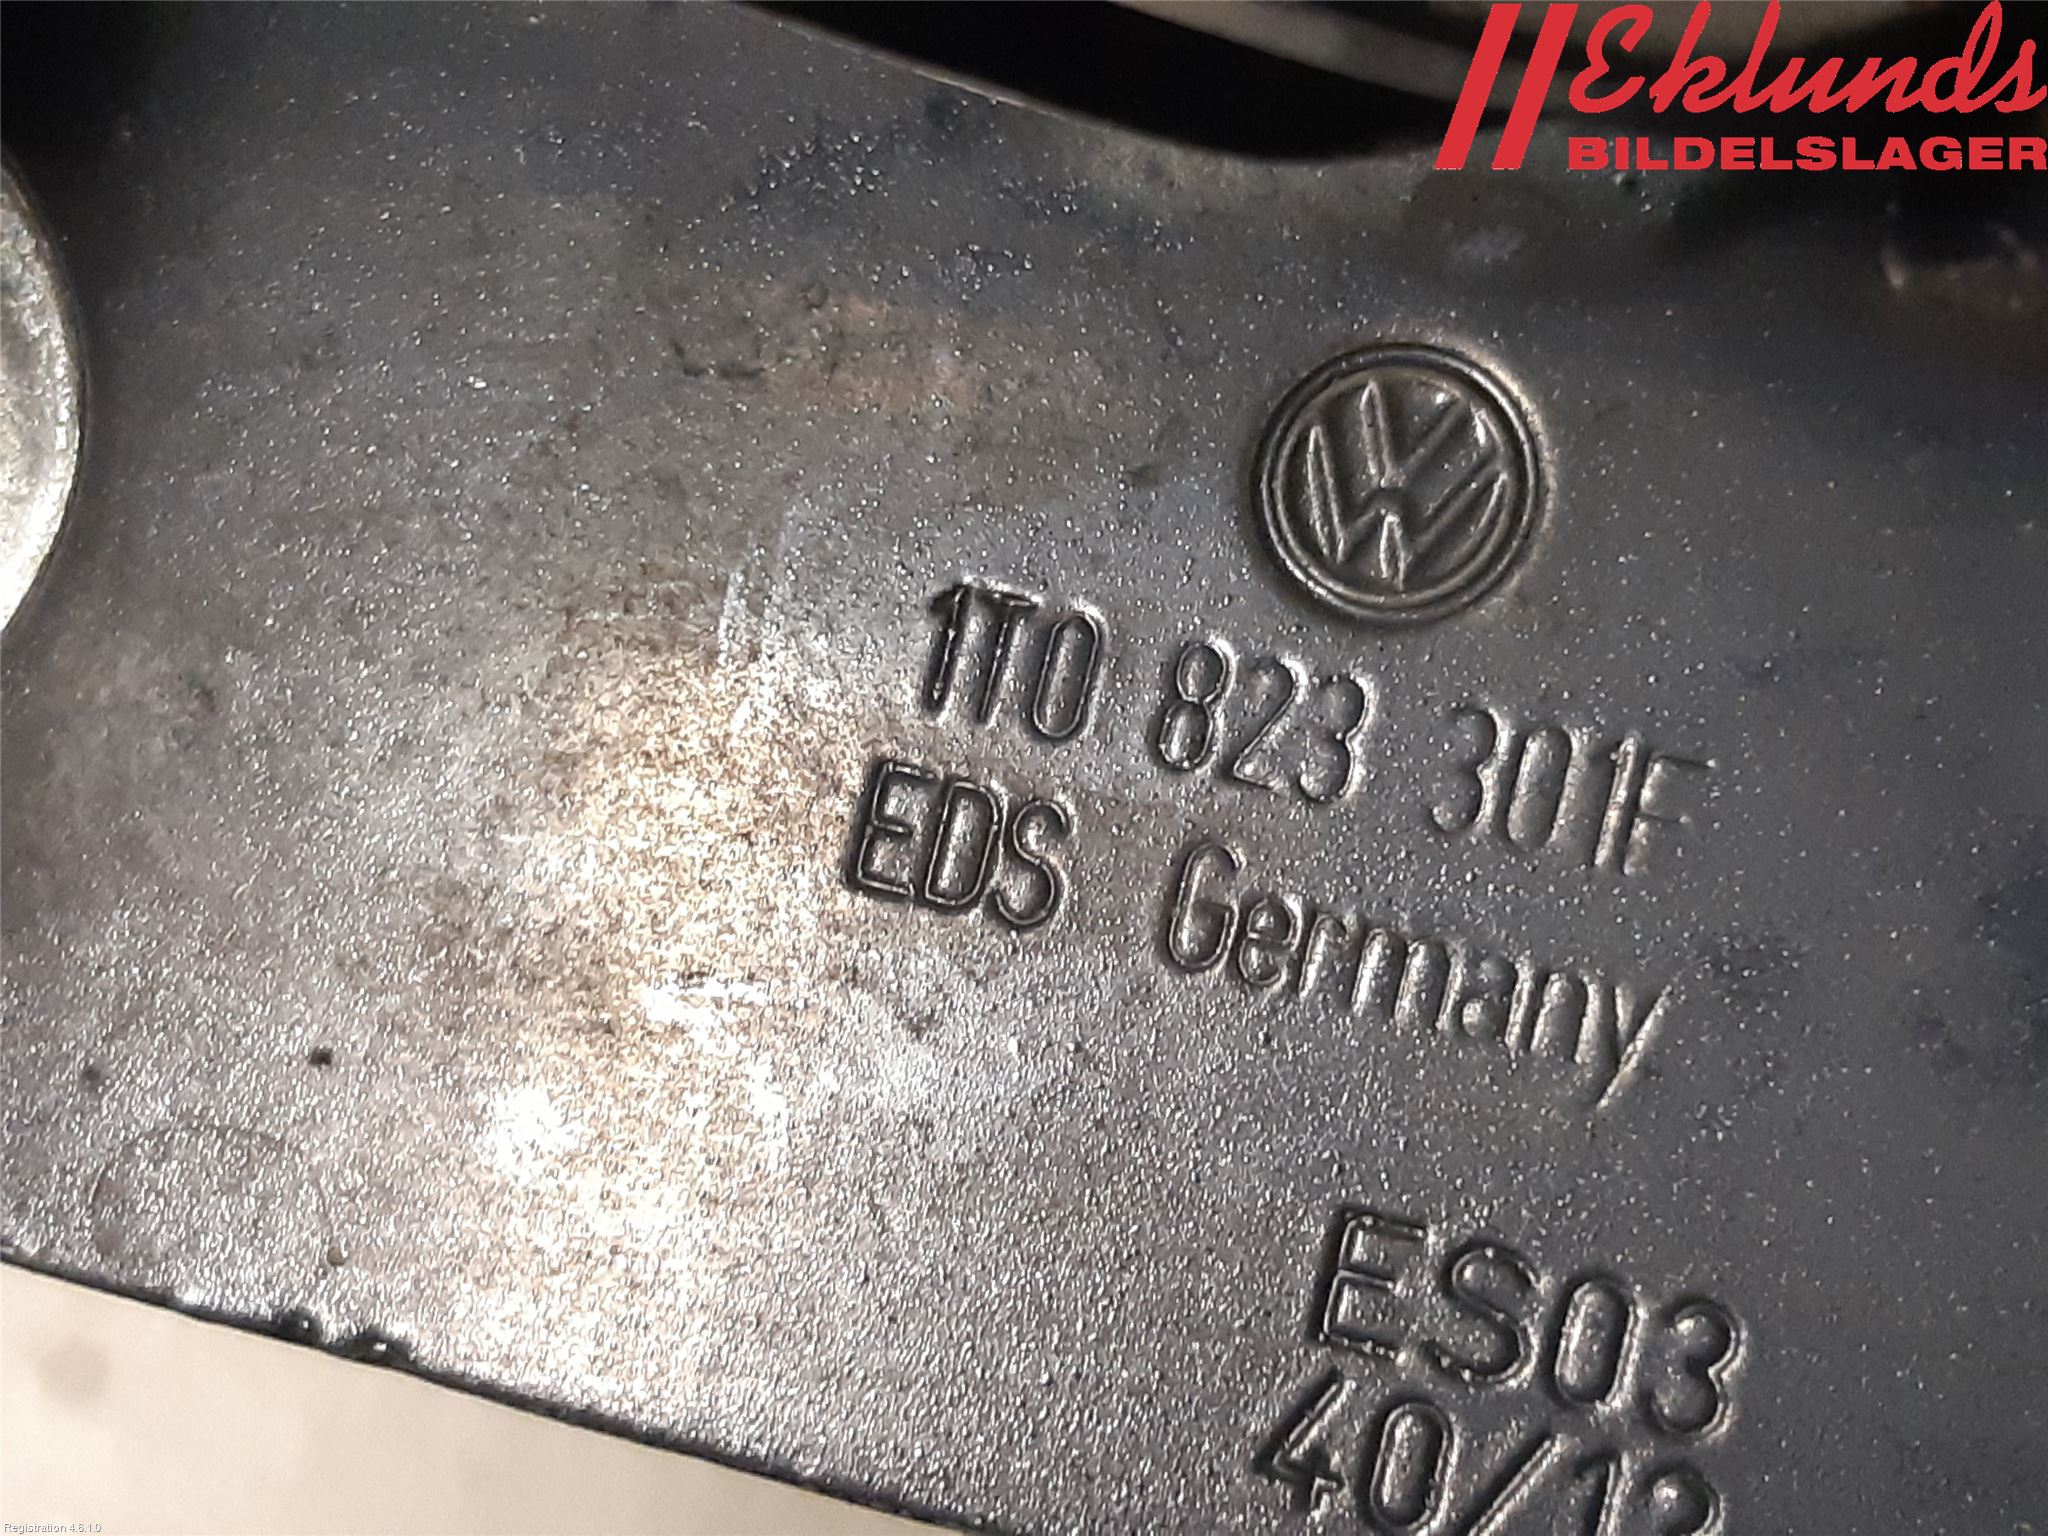 Eklunds
BILDELSLAGER
1T0 823 301F
EDS Germany
ES03
Registration 4.6.1.0